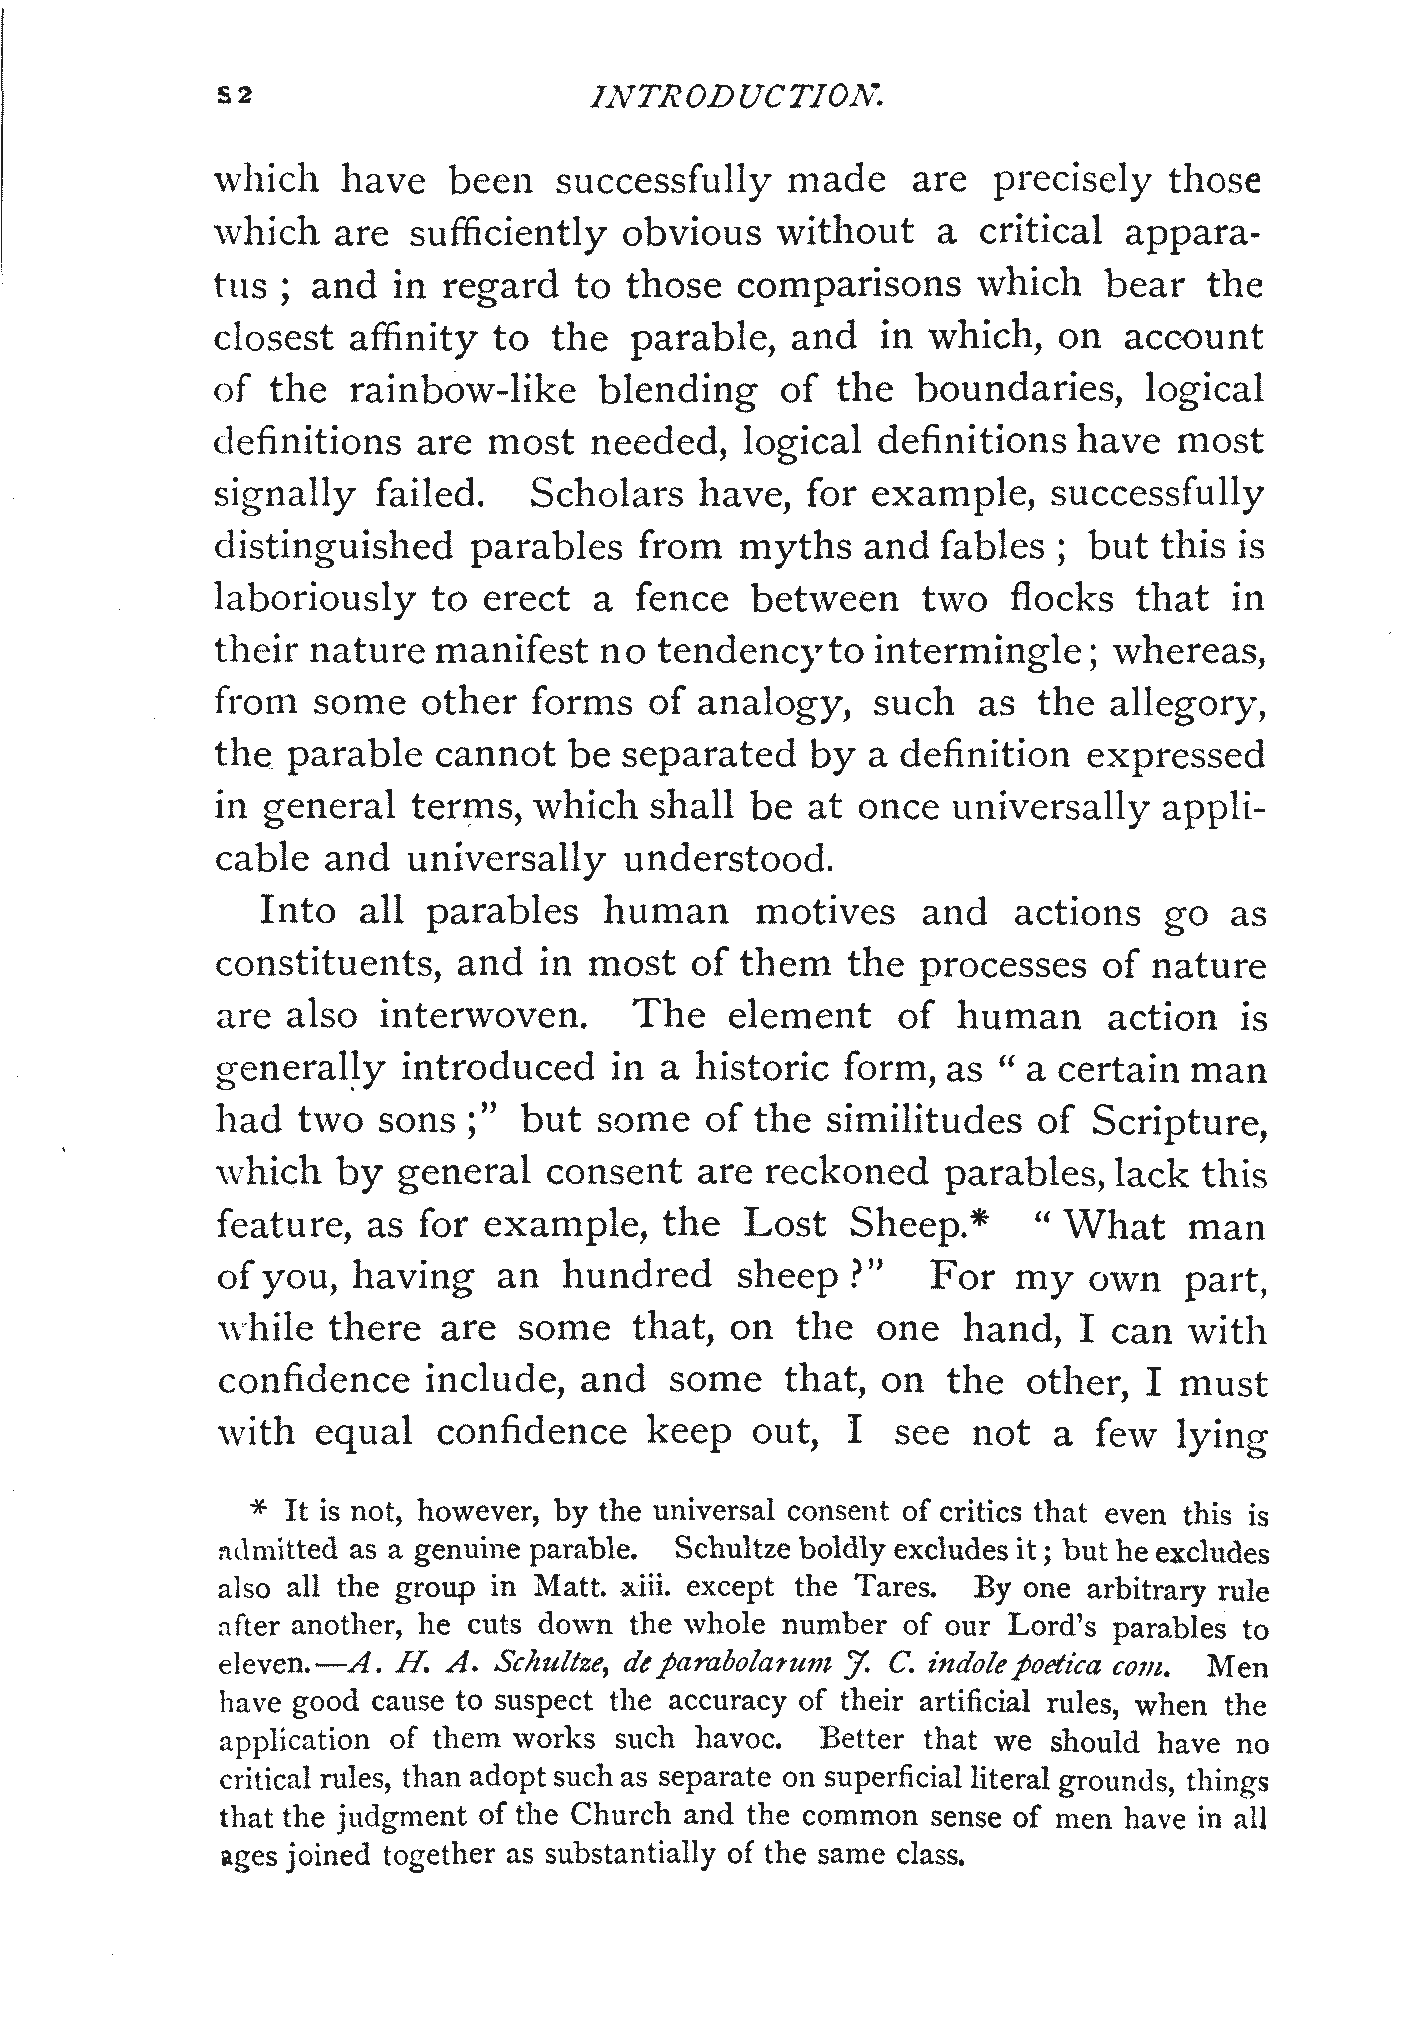 S2 INTRODUCTION.
which have been successfully made are precisely those
which are sufficiently obvious without a critical appara-
tus ; and in regard to those comparisons which bear the
closest affinity to the parable, and in which, on account
of the rainbow-like blending of the boundaries, logical
definitions are most needed, logical definitions have most
signally failed. Scholars have, for example, successfully
distinguished parables from myths and fables ; but this is
laboriously to erect a fence between two flocks that in
their nature manifest no tendency to intermingle; whereas,
from some other forms of analogy, such as the allegory,
the parable cannot be separated by a definition expressed
in general terms, which shall be at once universally appli-
cable and universally understood.
Into all parables human motives and actions go as
constituents, and in most of them the processes of nature
are also interwoven. The element of human action is
generally introduced in a historic form, as " a certain man
had two sons ;" but some of the similitudes of Scripture,
which by general consent are reckoned parables, lack this
feature, as for example, the Lost Sheep.* " What man
of you, having an hundred sheep ?" For my own part,
while there are some that, on the one hand, I can with
confidence include, and some that, on the other, I must
with equal confidence keep out, I see not a few lying
* It is not, however, by the universal consent of critics that even this is
admitted as a genuine parable. Schultze boldly excludes it ; but he excludes
also all the group in Matt. xiii. except the Tares. By one arbitrary rule
after another, he cuts down the whole number of our Lord's parables to
eleven.—A. H. A. Schultze, de parabolarum J. C. indole poetica com. Men
have good cause to suspect the accuracy of their artificial rules, when the
application of them works such havoc. Better that we should have no
critical rules, than adopt such as separate on superficial literal grounds, things
that the judgment of the Church and the common sense of men have in all
ages joined together as substantially of the same class.